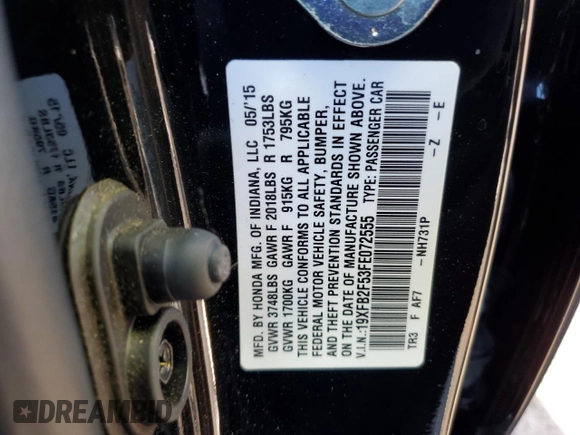 MFD. BY HONDA MFG. OF INDIANA, LLC 05/'15
GVWR 3748LBS GAWR F 2018LBS R 1753LBS
GVWR 1700KG GAWR F 915KG R 795KG
THIS VEHICLE CONFORMS TO ALL APPLICABLE
FEDERAL MOTOR VEHICLE SAFETY, BUMPER,
AND THEFT PREVENTION STANDARDS IN EFFECT
ON THE DATE OF MANUFACTURE SHOWN ABOVE.
V.I.N.:19XFB2F53FE072555 TYPE: PASSENGER CAR
TR3 F AF7 -NH731P -Z -E
DREAMBID